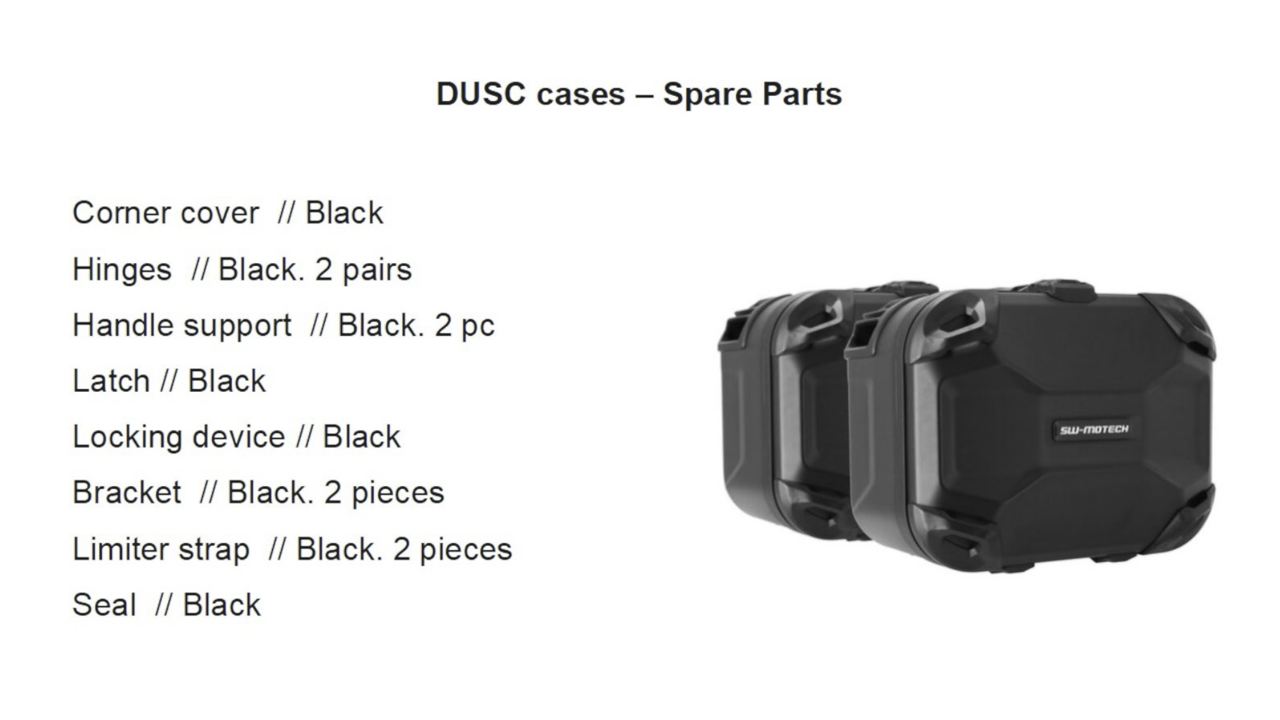 DUSC cases – Spare Parts
Corner cover // Black
Hinges // Black. 2 pairs
Handle support // Black. 2 pc
Latch // Black
Locking device // Black
Bracket // Black. 2 pieces
Limiter strap // Black. 2 pieces
Seal // Black
SW-MOTECH